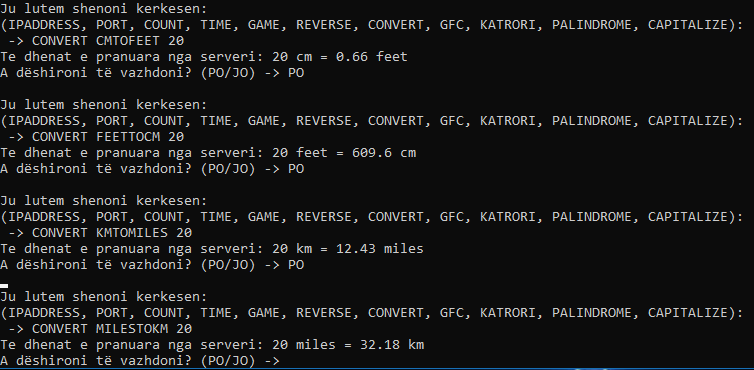 Ju lutem shenoni kerkesen:
(IPADDRESS, PORT, COUNT, TIME, GAME, REVERSE, CONVERT, GFC, KATRORI, PALINDROME, CAPITALIZE):
-> CONVERT CMTOFEET 20
Te dhenat e pranuara nga serveri: 20 cm = 0.66 feet
A dëshironi të vazhdoni? (PO/JO) -> PO
Ju lutem shenoni kerkesen:
(IPADDRESS, PORT, COUNT, TIME, GAME, REVERSE, CONVERT, GFC, KATRORI, PALINDROME, CAPITALIZE):
-> CONVERT FEETTOCM 20
Te dhenat e pranuara nga serveri: 20 feet = 609.6 cm
A dëshironi të vazhdoni? (PO/JO) -> PO
Ju lutem shenoni kerkesen:
(IPADDRESS, PORT, COUNT, TIME, GAME, REVERSE, CONVERT, GFC, KATRORI, PALINDROME, CAPITALIZE):
-> CONVERT KMTOMILES 20
Te dhenat e pranuara nga serveri: 20 km = 12.43 miles
A dëshironi të vazhdoni? (PO/JO) -> PO
Ju lutem shenoni kerkesen:
(IPADDRESS, PORT, COUNT, TIME, GAME, REVERSE, CONVERT, GFC, KATRORI, PALINDROME, CAPITALIZE):
-> CONVERT MILESTOKM 20
Te dhenat e pranuara nga serveri: 20 miles = 32.18 km
A dëshironi të vazhdoni? (PO/JO) ->